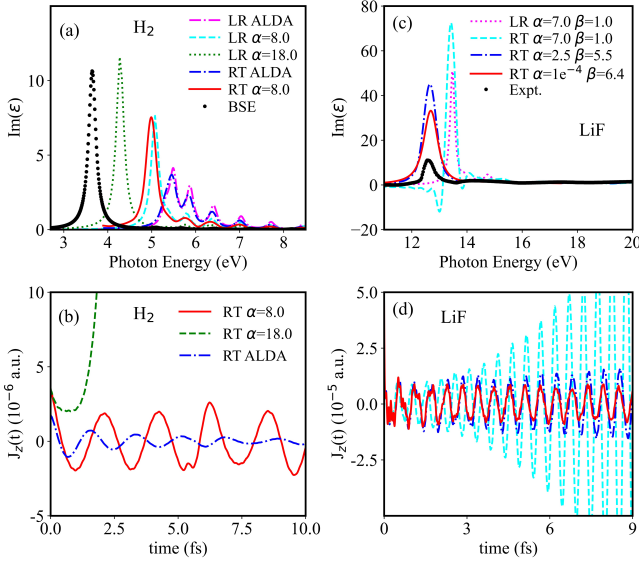 (a)
H₂
LR ALDA
LR α=8.0
LR α=18.0
RT ALDA
RT α=8.0
BSE
Im(ε)
10
5
0
3
4
5
6
7
8
Photon Energy (eV)
(c)
LR α=7.0 β=1.0
RT α=7.0 β=1.0
RT α=2.5 β=5.5
RT α=1e⁻⁴ β=6.4
Expt.
LiF
Im(ε)
80
60
40
20
0
−20
12
14
16
18
20
Photon Energy (eV)
(b)
H₂
RT α=8.0
RT α=18.0
RT ALDA
J_z(t) (10⁻⁶ a.u.)
10
5
0
-5
0.0
2.5
5.0
7.5
10.0
time (fs)
(d)
LiF
J_z(t) (10⁻⁵ a.u.)
5.0
2.5
0.0
-2.5
0
3
6
9
time (fs)